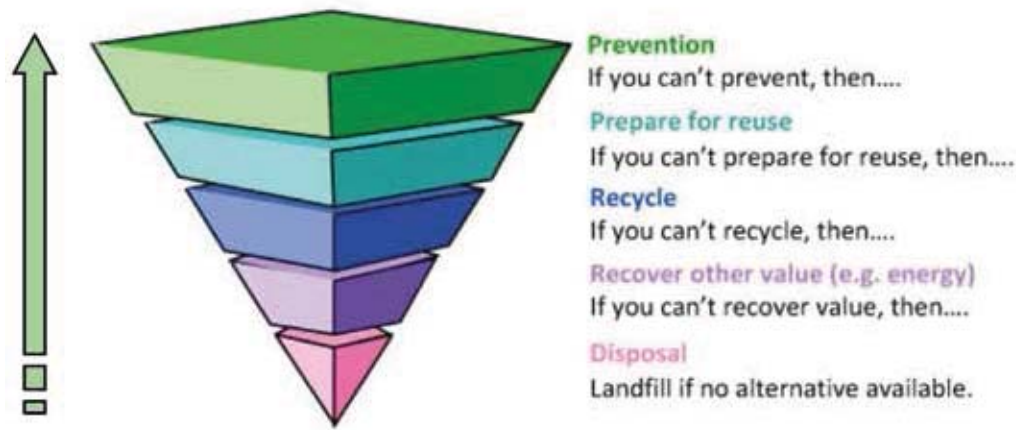 Prevention
If you can't prevent, then....
Prepare for reuse
If you can't prepare for reuse, then....
Recycle
If you can't recycle, then....
Recover other value (e.g. energy)
If you can't recover value, then....
Disposal
Landfill if no alternative available.